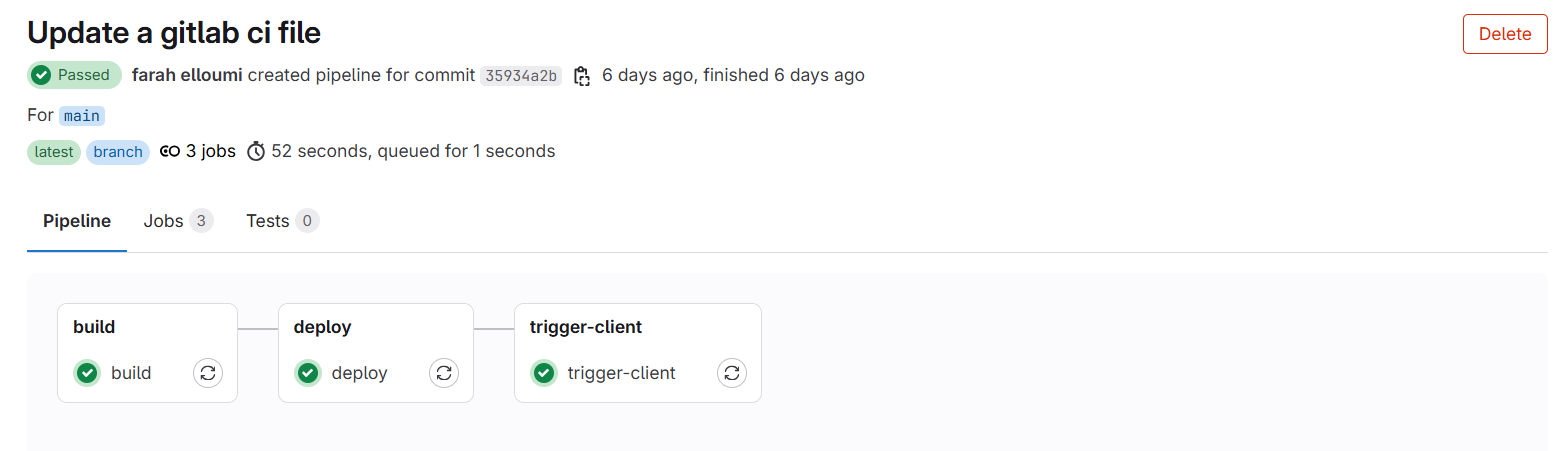 Update a gitlab ci file
Delete
Passed farah elloumi created pipeline for commit 35934a2b 6 days ago, finished 6 days ago
For main
latest branch 3 jobs 52 seconds, queued for 1 seconds
Pipeline Jobs 3 Tests 0
build deploy trigger-client
build deploy trigger-client